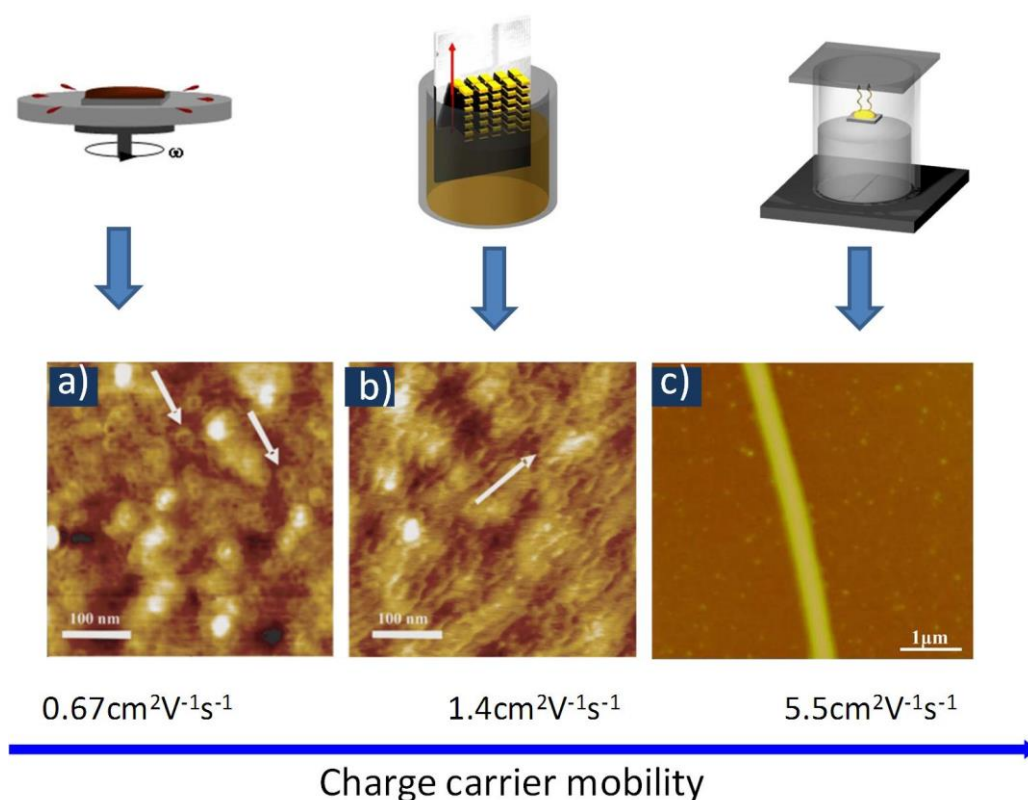 ω
a)
b)
c)
100 nm
100 nm
1μm
0.67cm²V⁻¹s⁻¹
1.4cm²V⁻¹s⁻¹
5.5cm²V⁻¹s⁻¹
Charge carrier mobility